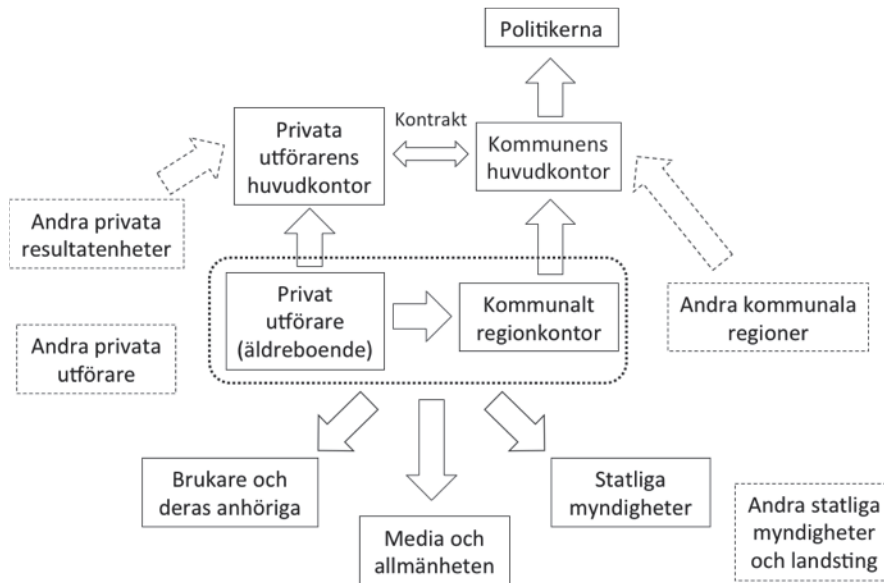 Politikerna
Privata
utförarens
huvudkontor
Kontrakt
Kommunens
huvudkontor
Andra privata
resultatenheter
Privat
utförare
(äldreboende)
Kommunalt
regionkontor
Andra kommunala
regioner
Andra privata
utförare
Brukare och
deras anhöriga
Media och
allmänheten
Statliga
myndigheter
Andra statliga
myndigheter
och landsting